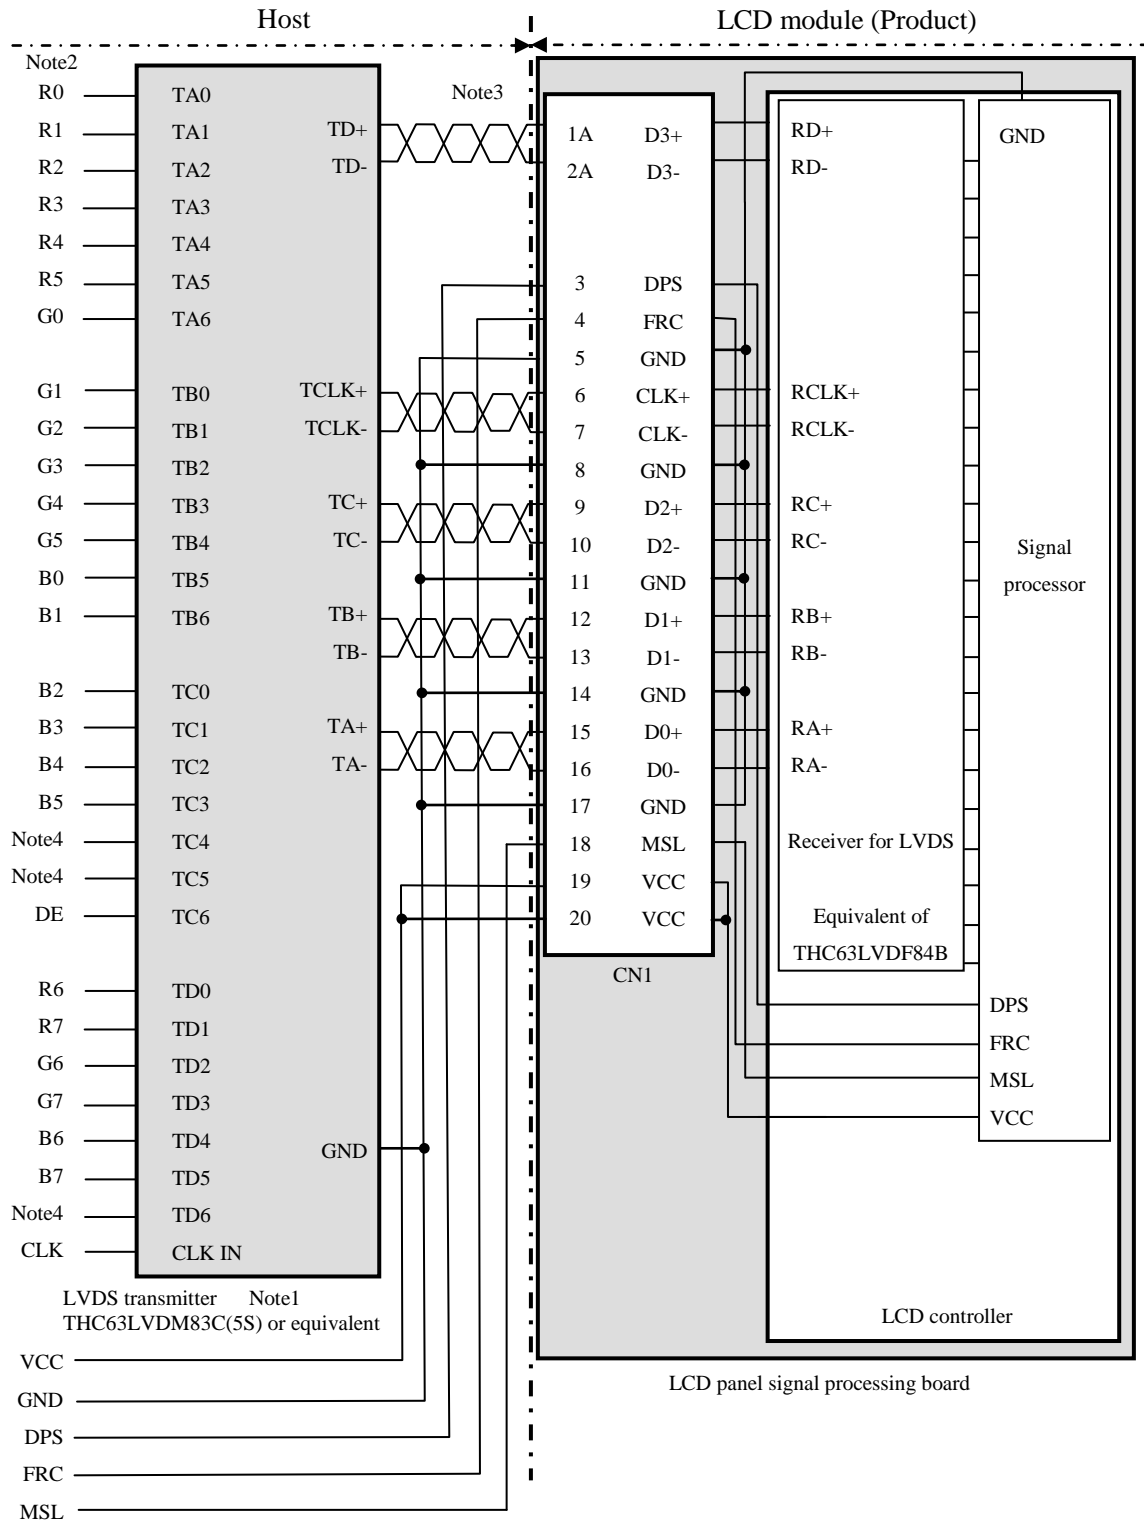 Host LCD module (Product)
Note2
R0 TA0 Note3
R1 TA1 TD+ 1A D3+ RD+ GND
R2 TA2 TD- 2A D3- RD-
R3 TA3
R4 TA4
R5 TA5 3 DPS
G0 TA6 4 FRC
5 GND
G1 TB0 TCLK+ 6 CLK+ RCLK+
G2 TB1 TCLK- 7 CLK- RCLK-
G3 TB2 8 GND
G4 TB3 TC+ 9 D2+ RC+
G5 TB4 TC- 10 D2- RC- Signal
B0 TB5 11 GND processor
B1 TB6 TB+ 12 D1+ RB+
TB- 13 D1- RB-
B2 TC0 14 GND
B3 TC1 TA+ 15 D0+ RA+
B4 TC2 TA- 16 D0- RA-
B5 TC3 17 GND
Note4 TC4 18 MSL Receiver for LVDS
Note4 TC5 19 VCC
DE TC6 20 VCC Equivalent of
THC63LVDF84B
CN1
R6 TD0 DPS
R7 TD1 FRC
G6 TD2 MSL
G7 TD3 VCC
B6 TD4 GND
B7 TD5
Note4 TD6
CLK CLK IN
LVDS transmitter Note1
THC63LVDM83C(5S) or equivalent LCD controller
VCC
LCD panel signal processing board
GND
DPS
FRC
MSL